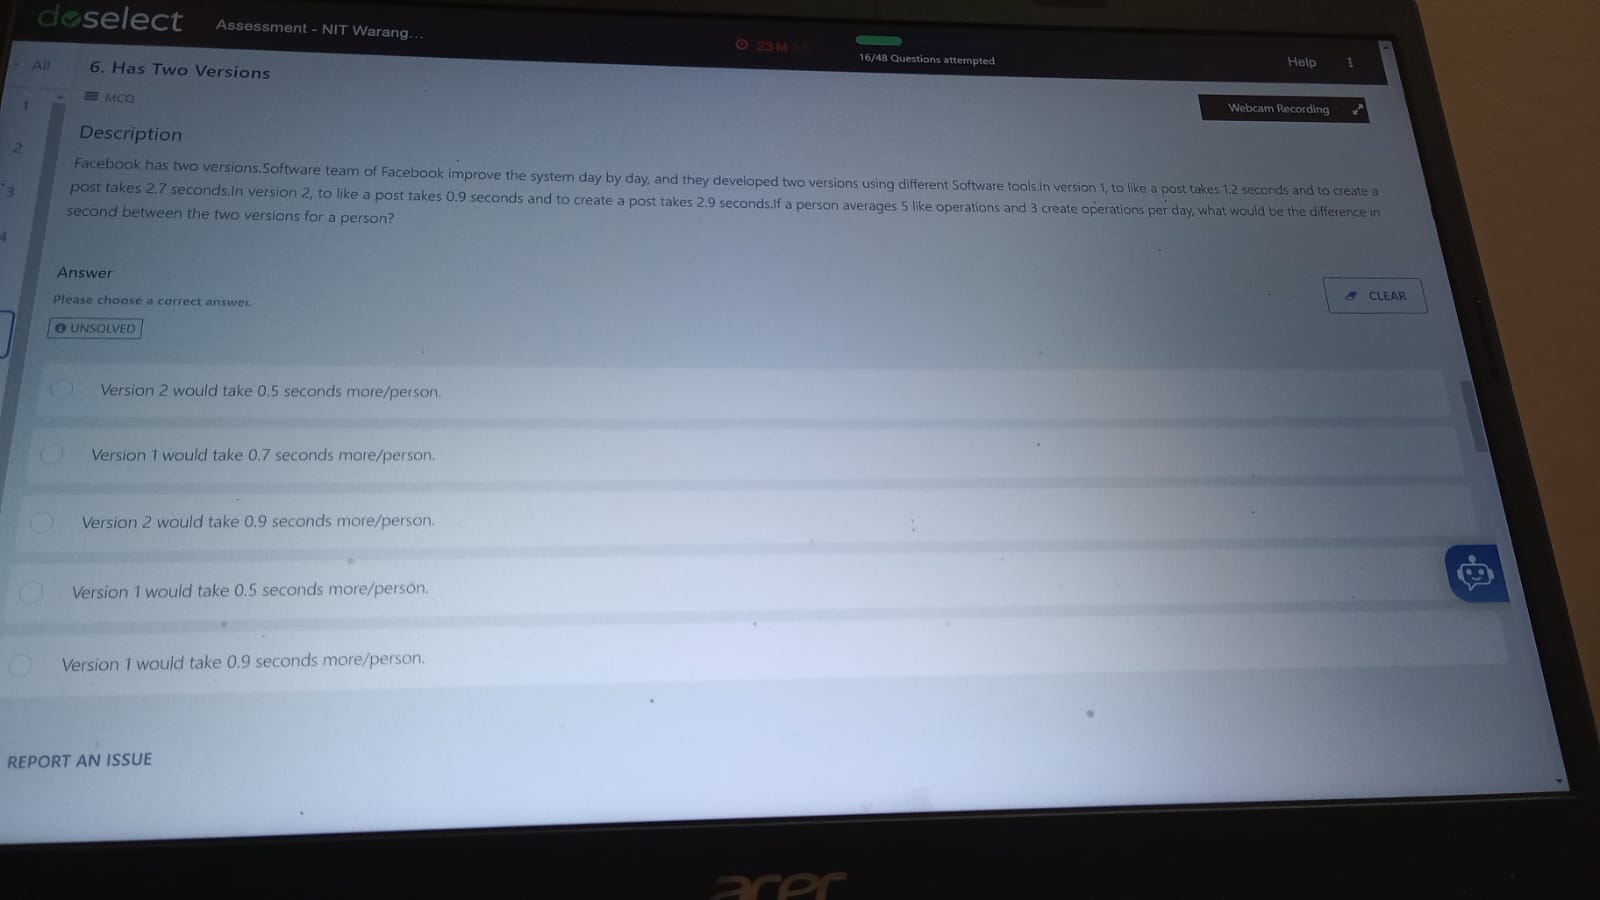 doselect
Assessment - NIT Warang...
23 M
16/48 Questions attempted
Help
All
6. Has Two Versions
MCQ
Webcam Recording
1
2
3
4
Description
Facebook has two versions.Software team of Facebook improve the system day by day, and they developed two versions using different Software tools.In version 1, to like a post takes 1.2 seconds and to create a
post takes 2.7 seconds.In version 2, to like a post takes 0.9 seconds and to create a post takes 2.9 seconds.If a person averages 5 like operations and 3 create operations per day, what would be the difference in
second between the two versions for a person?
Answer
Please choose a correct answer.
UNSOLVED
CLEAR
Version 2 would take 0.5 seconds more/person.
Version 1 would take 0.7 seconds more/person.
Version 2 would take 0.9 seconds more/person.
Version 1 would take 0.5 seconds more/person.
Version 1 would take 0.9 seconds more/person.
REPORT AN ISSUE
acer